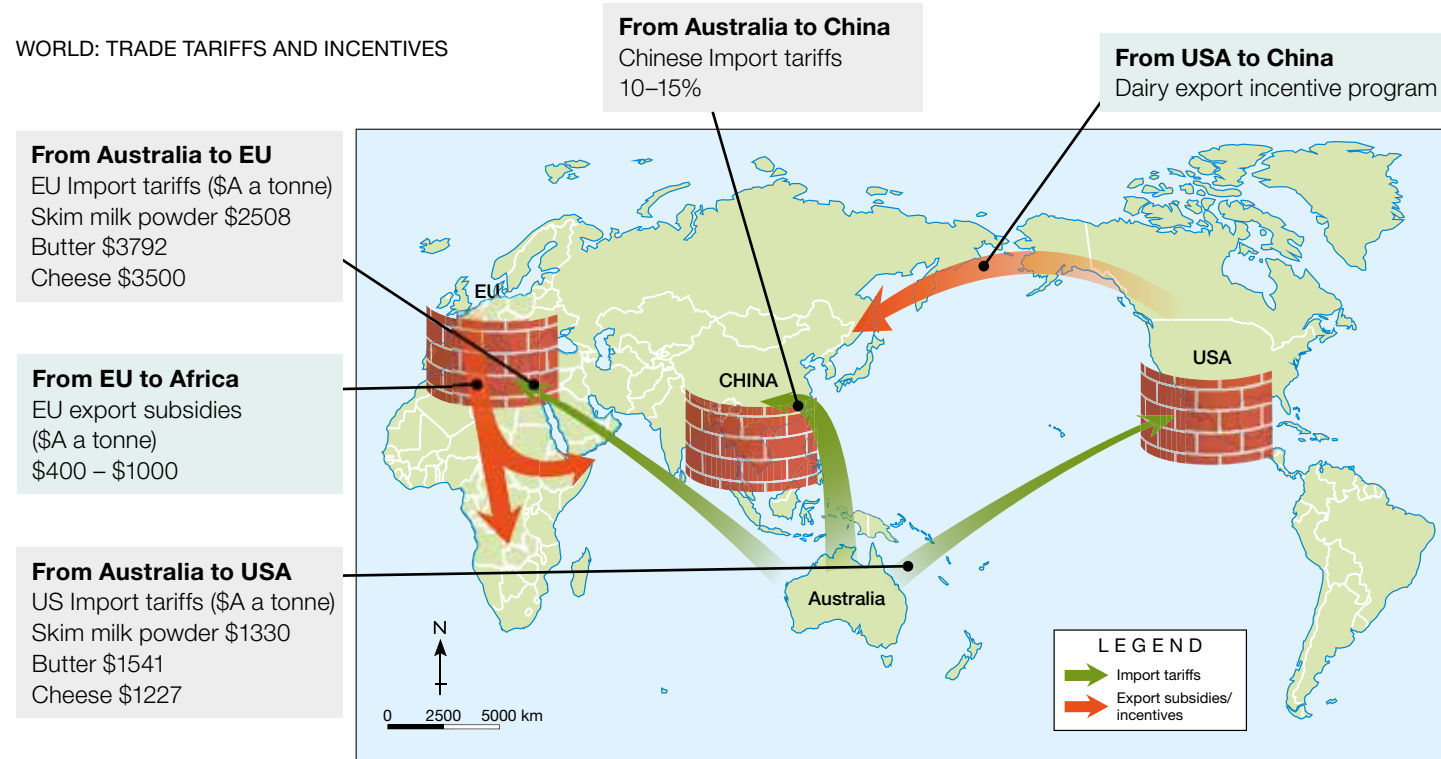 WORLD: TRADE TARIFFS AND INCENTIVES
From Australia to China
Chinese Import tariffs
10–15%
From USA to China
Dairy export incentive program
From Australia to EU
EU Import tariffs ($A a tonne)
Skim milk powder $2508
Butter $3792
Cheese $3500
From EU to Africa
EU export subsidies
($A a tonne)
$400 – $1000
From Australia to USA
US Import tariffs ($A a tonne)
Skim milk powder $1330
Butter $1541
Cheese $1227
EU
CHINA
USA
Australia
N
0 2500 5000 km
LEGEND
Import tariffs
Export subsidies/
incentives